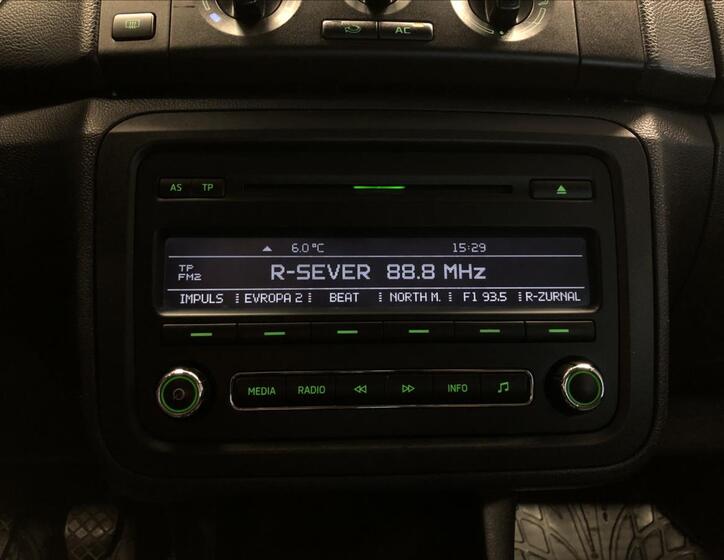 AC
AS TP
6.0 °C 15:29
TP
FM2
R-SEVER 88.8 MHz
IMPULS EVROPA 2 BEAT NORTH M. F1 93.5 R-ZURNAL
MEDIA RADIO INFO